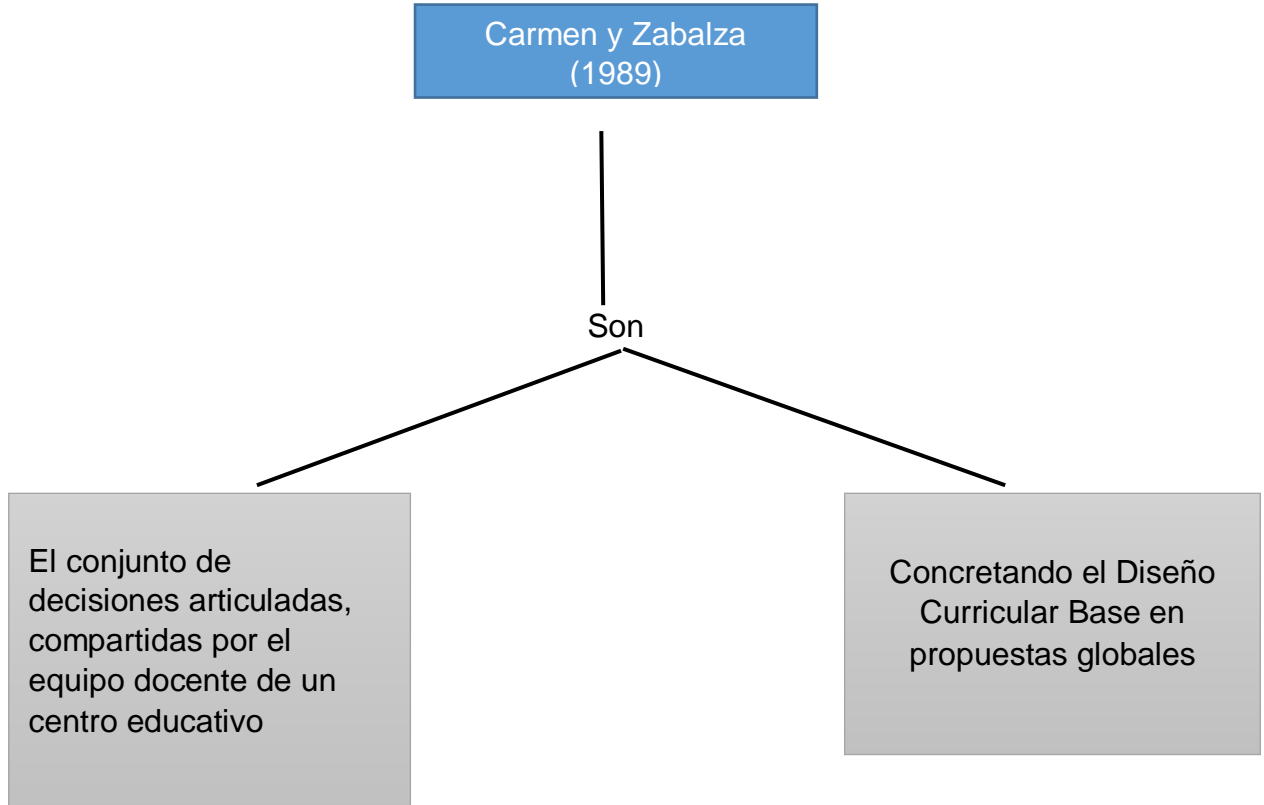 Carmen y Zabalza
(1989)
Son
El conjunto de
decisiones articuladas,
compartidas por el
equipo docente de un
centro educativo
Concretando el Diseño
Curricular Base en
propuestas globales